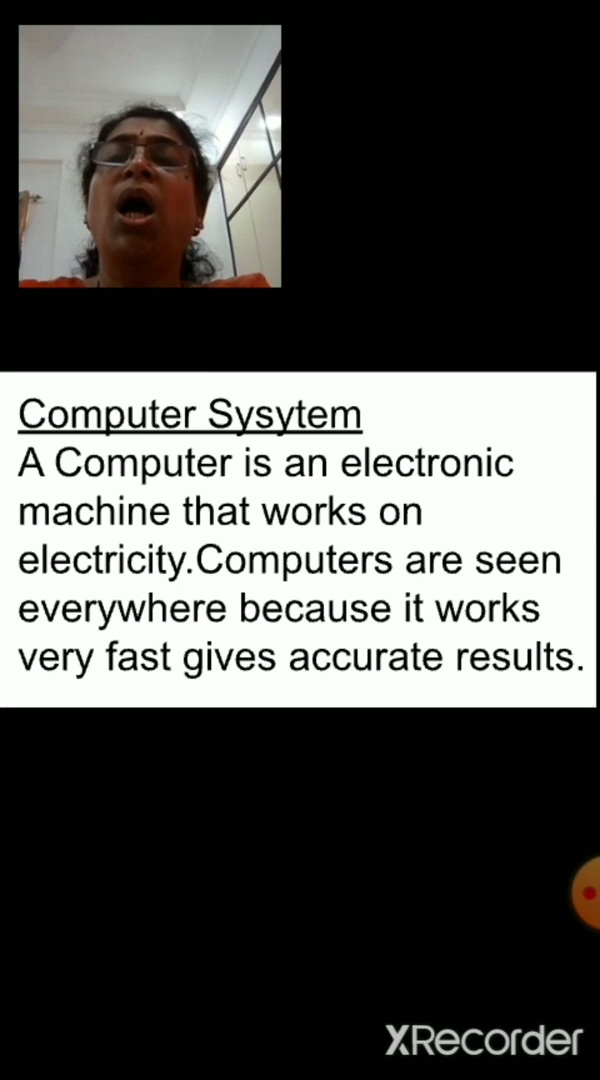 Computer Sysytem
A Computer is an electronic
machine that works on
electricity.Computers are seen
everywhere because it works
very fast gives accurate results.
XRecorder